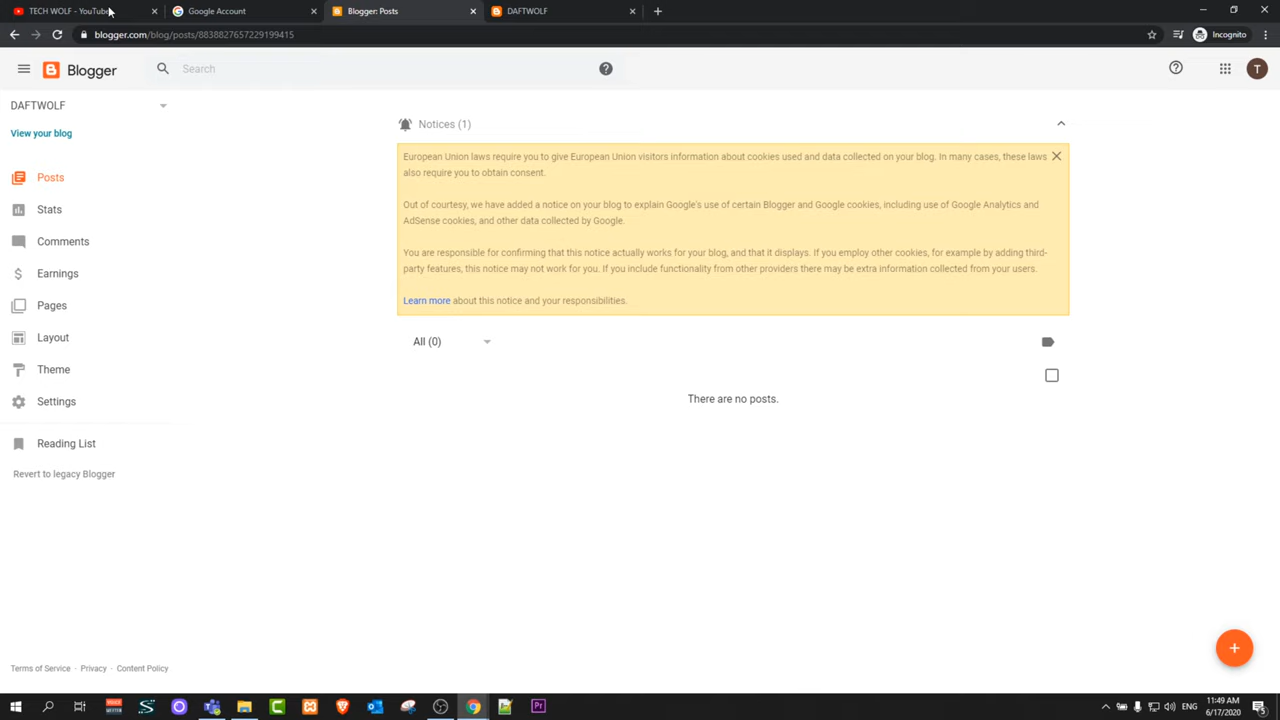 TECH WOLF - YouTube
Google Account
Blogger: Posts
DAFTWOLF
blogger.com/blog/posts/8838827657229199415
Incognito
Blogger
Search
T
DAFTWOLF
View your blog
Posts
Stats
Comments
Earnings
Pages
Layout
Theme
Settings
Reading List
Revert to legacy Blogger
Notices (1)
European Union laws require you to give European Union visitors information about cookies used and data collected on your blog. In many cases, these laws
also require you to obtain consent.
Out of courtesy, we have added a notice on your blog to explain Google's use of certain Blogger and Google cookies, including use of Google Analytics and
AdSense cookies, and other data collected by Google.
You are responsible for confirming that this notice actually works for your blog, and that it displays. If you employ other cookies, for example by adding third-
party features, this notice may not work for you. If you include functionality from other providers there may be extra information collected from your users.
Learn more about this notice and your responsibilities.
All (0)
There are no posts.
Terms of Service · Privacy · Content Policy
11:49 AM
6/17/2020